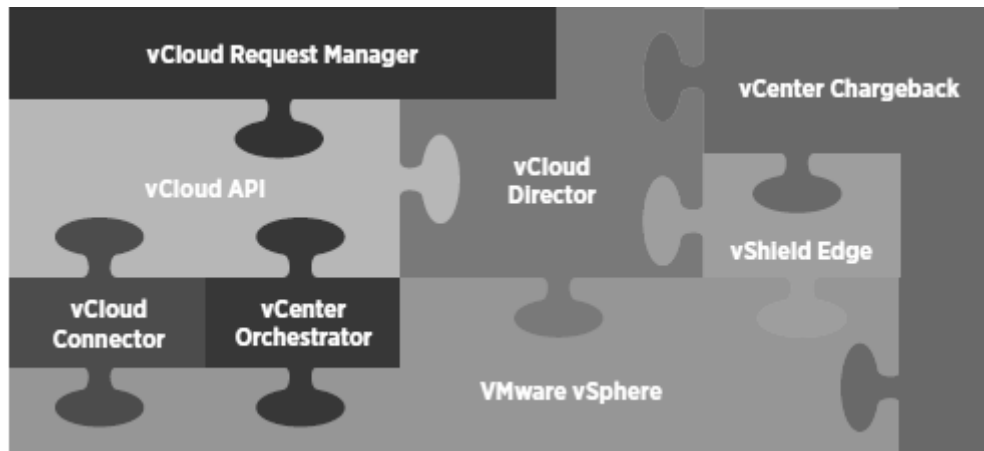 vCloud Request Manager
vCenter Chargeback
vCloud API
vCloud
Director
vShield Edge
vCloud
Connector
vCenter
Orchestrator
VMware vSphere